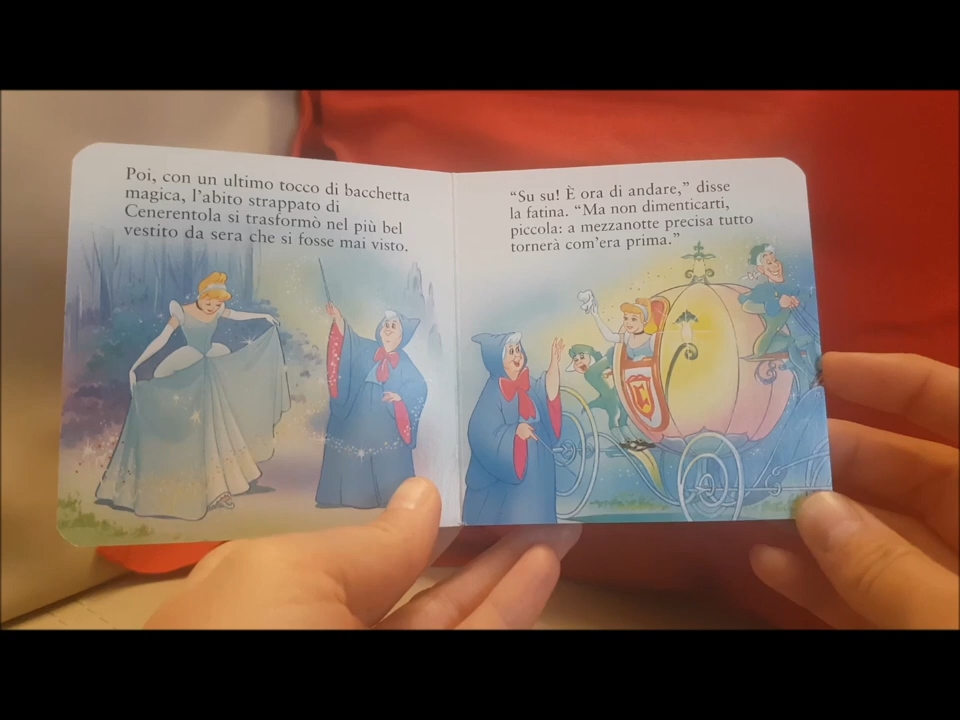 Poi, con un ultimo tocco di bacchetta
magica, l'abito strappato di
Cenerentola si trasformò nel più bel
vestito da sera che si fosse mai visto.
“Su su! È ora di andare,” disse
la fatina. “Ma non dimenticarti,
piccola: a mezzanotte precisa tutto
tornerà com'era prima.”